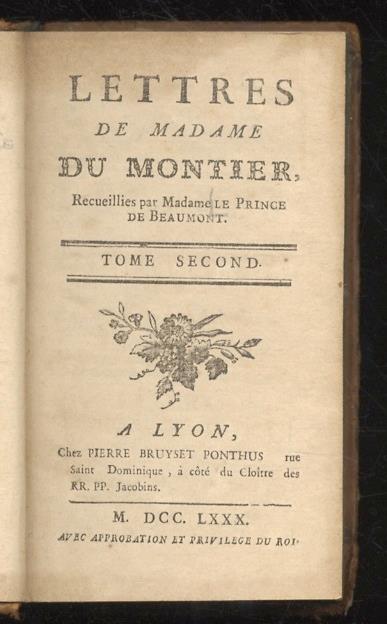 LETTRES
DE MADAME
DU MONTIER,
Recueillies par Madame LE PRINCE
DE BEAUMONT.
TOME SECOND.
A LYON,
Chez PIERRE BRUYSET PONTHUS rue
Saint Dominique, à côté du Cloître des
RR. PP. Jacobins.
M. DCC. LXXX.
AVEC APPROBATION ET PRIVILEGE DU ROI.